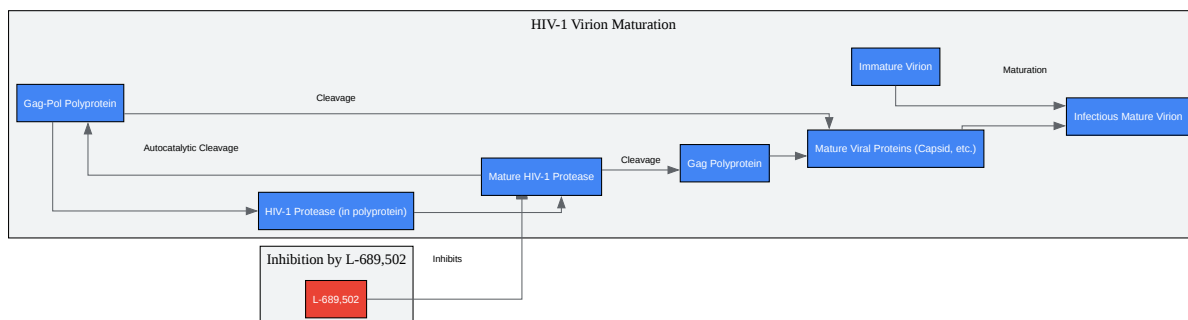 HIV-1 Virion Maturation
Immature Virion
Maturation
Gag-Pol Polyprotein
Cleavage
Infectious Mature Virion
Autocatalytic Cleavage
Mature Viral Proteins (Capsid, etc.)
Cleavage
Gag Polyprotein
Mature HIV-1 Protease
HIV-1 Protease (in polyprotein)
Inhibition by L-689,502
Inhibits
L-689,502